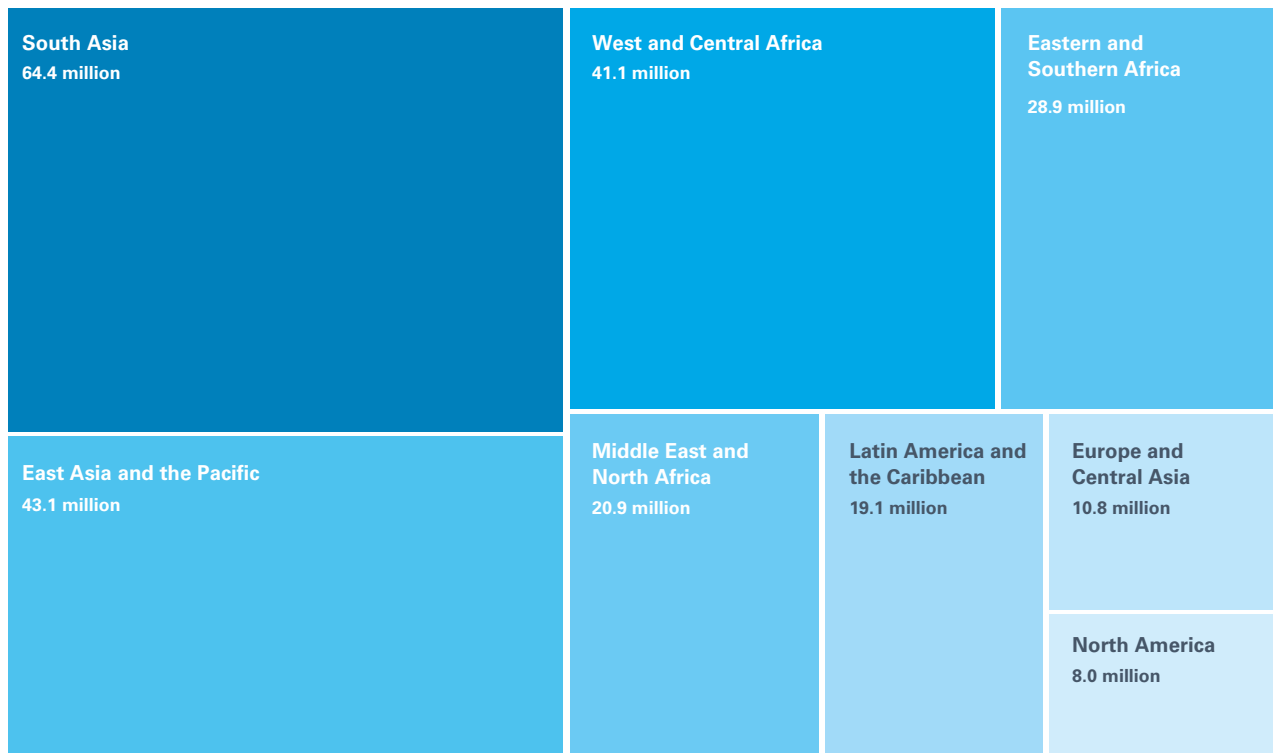 South Asia
64.4 million
West and Central Africa
41.1 million
Eastern and
Southern Africa
28.9 million
East Asia and the Pacific
43.1 million
Middle East and
North Africa
20.9 million
Latin America and
the Caribbean
19.1 million
Europe and
Central Asia
10.8 million
North America
8.0 million